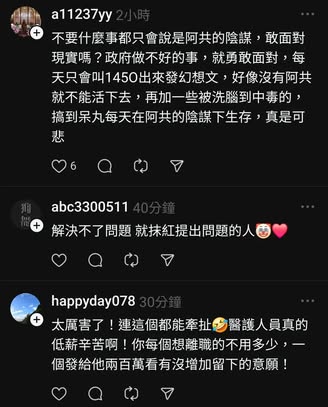 a11237yy 2小時
不要什麼事都只會說是阿共的陰謀，敢面對
現實嗎？政府做不好的事，就勇敢面對，每
天只會叫145O出來發幻想文，好像沒有阿共
就不能活下去，再加一些被洗腦到中毒的，
搞到呆丸每天在阿共的陰謀下生存，真是可
悲
6
abc3300511 40分鐘
解決不了問題 就抹紅提出問題的人🤡❤️
happyday078 30分鐘
太厲害了！連這個都能牽扯🤣醫護人員真的
低薪辛苦啊！你每個想離職的不用多少，一
個發給他兩百萬看有沒增加留下的意願！